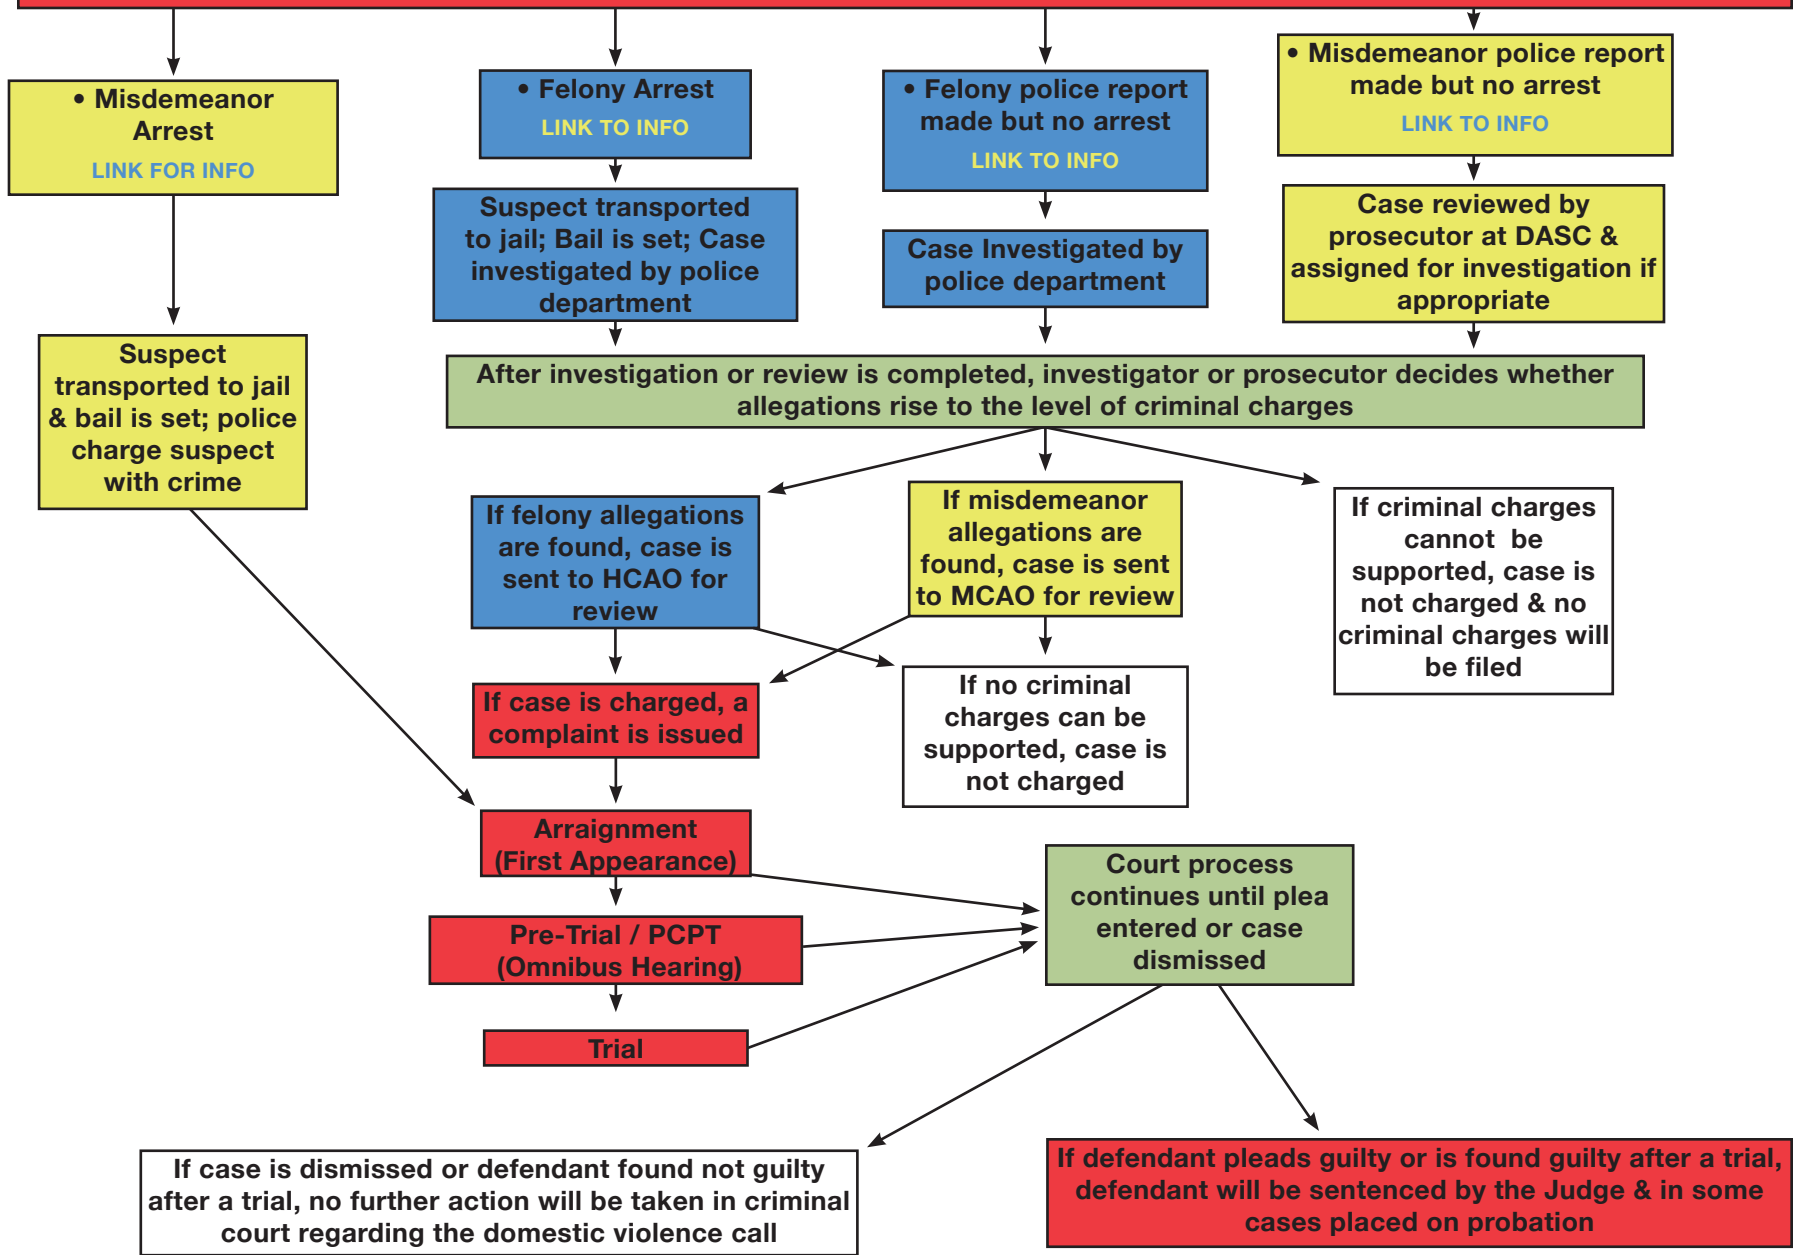 • Misdemeanor
Arrest
LINK FOR INFO
• Felony Arrest
LINK TO INFO
• Felony police report
made but no arrest
LINK TO INFO
• Misdemeanor police report
made but no arrest
LINK TO INFO
Suspect transported
to jail; Bail is set; Case
investigated by police
department
Case Investigated by
police department
Case reviewed by
prosecutor at DASC &
assigned for investigation if
appropriate
Suspect
transported to jail
& bail is set; police
charge suspect
with crime
After investigation or review is completed, investigator or prosecutor decides whether
allegations rise to the level of criminal charges
If felony allegations
are found, case is
sent to HCAO for
review
If misdemeanor
allegations are
found, case is sent
to MCAO for review
If criminal charges
cannot be
supported, case is
not charged & no
criminal charges will
be filed
If case is charged, a
complaint is issued
If no criminal
charges can be
supported, case is
not charged
Arraignment
(First Appearance)
Court process
continues until plea
entered or case
dismissed
Pre-Trial / PCPT
(Omnibus Hearing)
Trial
If case is dismissed or defendant found not guilty
after a trial, no further action will be taken in criminal
court regarding the domestic violence call
If defendant pleads guilty or is found guilty after a trial,
defendant will be sentenced by the Judge & in some
cases placed on probation